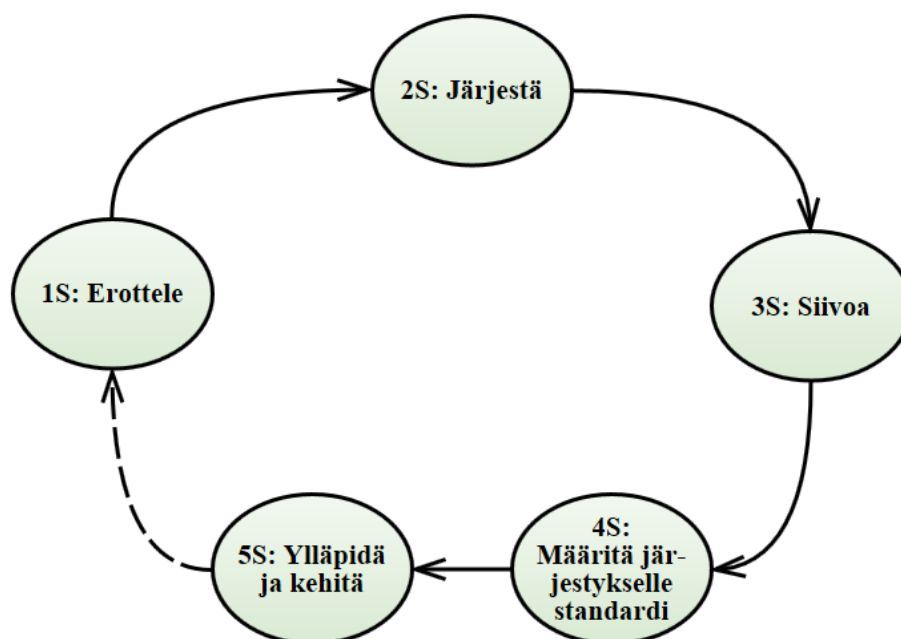 1S: Erottele
2S: Järjestä
3S: Siivoa
4S:
Määritä jär-
jestykselle
standardi
5S: Ylläpidä
ja kehitä